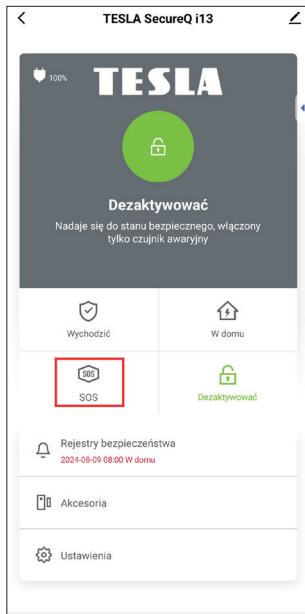 TESLA SecureQ i13
100%
TESLA
Dezaktywować
Nadaje się do stanu bezpiecznego, włączony
tylko czujnik awaryjny
Wychodzić
W domu
SOS
SOS
Dezaktywować
Rejestry bezpieczeństwa
2024-08-09 08:00 W domu
Akcesoria
Ustawienia